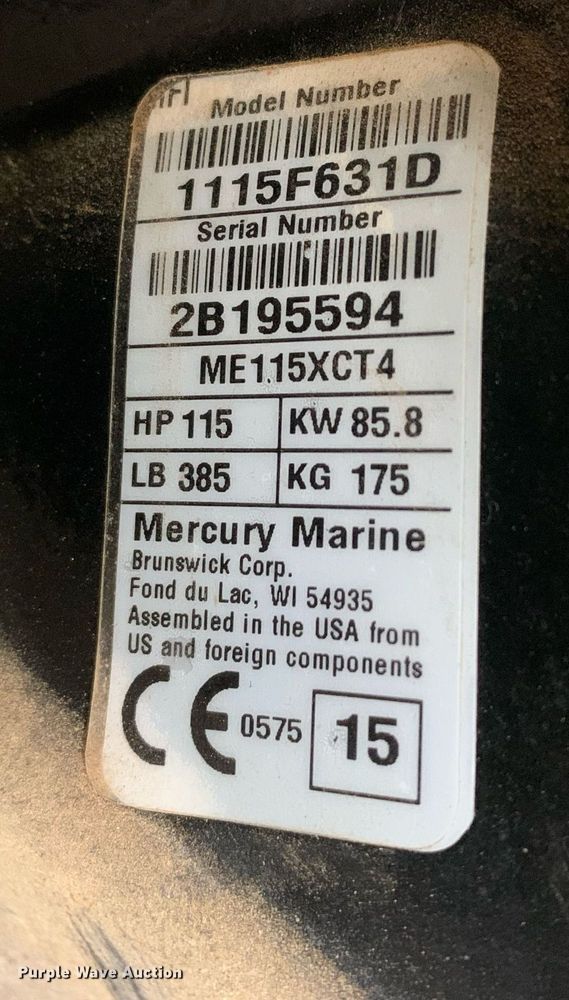 Model Number
1115F631D
Serial Number
2B195594
ME115XCT4
HP 115 KW 85.8
LB 385 KG 175
Mercury Marine
Brunswick Corp.
Fond du Lac, WI 54935
Assembled in the USA from
US and foreign components
CE 0575 15
Purple Wave Auction